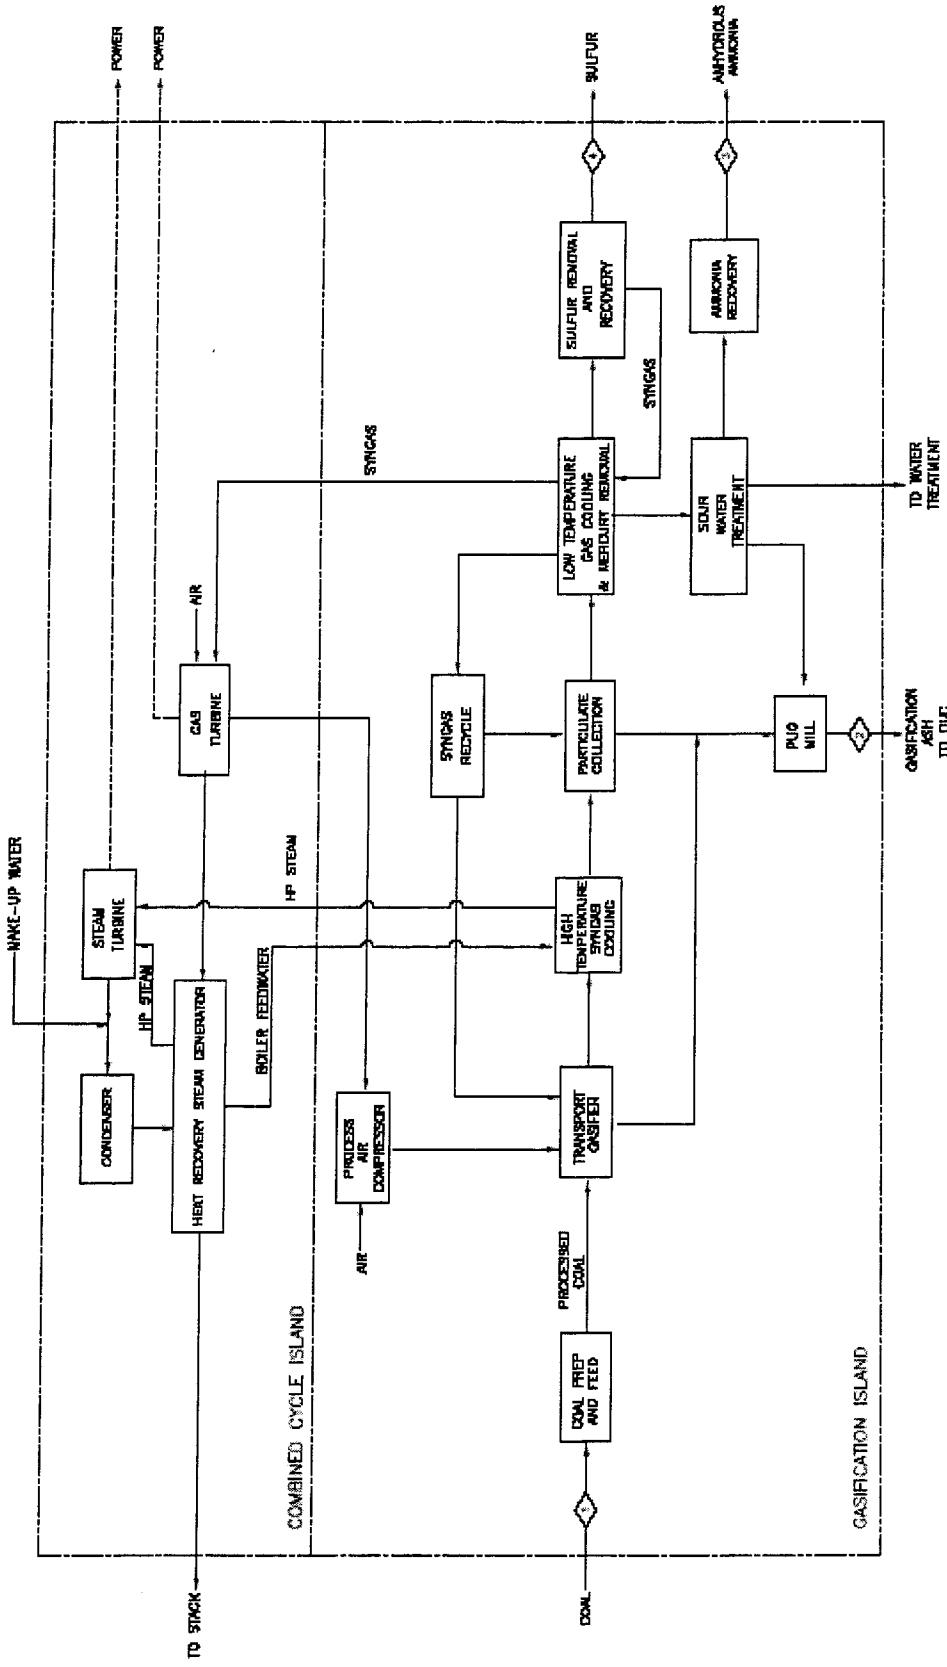 MAKE-UP WATER
POWER
POWER
STEAM
TURBINE
CONDENSER
HP STEAM
HEAT RECOVERY STEAM GENERATOR
GAS
TURBINE
AIR
TO STACK
BOILER FEEDWATER
HP STEAM
SYNGAS
COMBINED CYCLE ISLAND
AIR
PROCESS
AIR
COMPRESSOR
SYNGAS
RECYCLE
COAL
1
COAL PREP
AND FEED
PROCESSED
COAL
TRANSPORT
GASIFIER
HIGH
TEMPERATURE
SYNGAS
COOLING
PARTICULATE
COLLECTION
LOW TEMPERATURE
GAS COOLING
& MERCURY REMOVAL
SULFUR REMOVAL
AND
RECOVERY
4
SULFUR
SYNGAS
SOUR
WATER
TREATMENT
AMMONIA
RECOVERY
3
ANHYDROUS
AMMONIA
PUG
MILL
2
GASIFICATION
ASH
TO
TO WATER
TREATMENT
GASIFICATION ISLAND